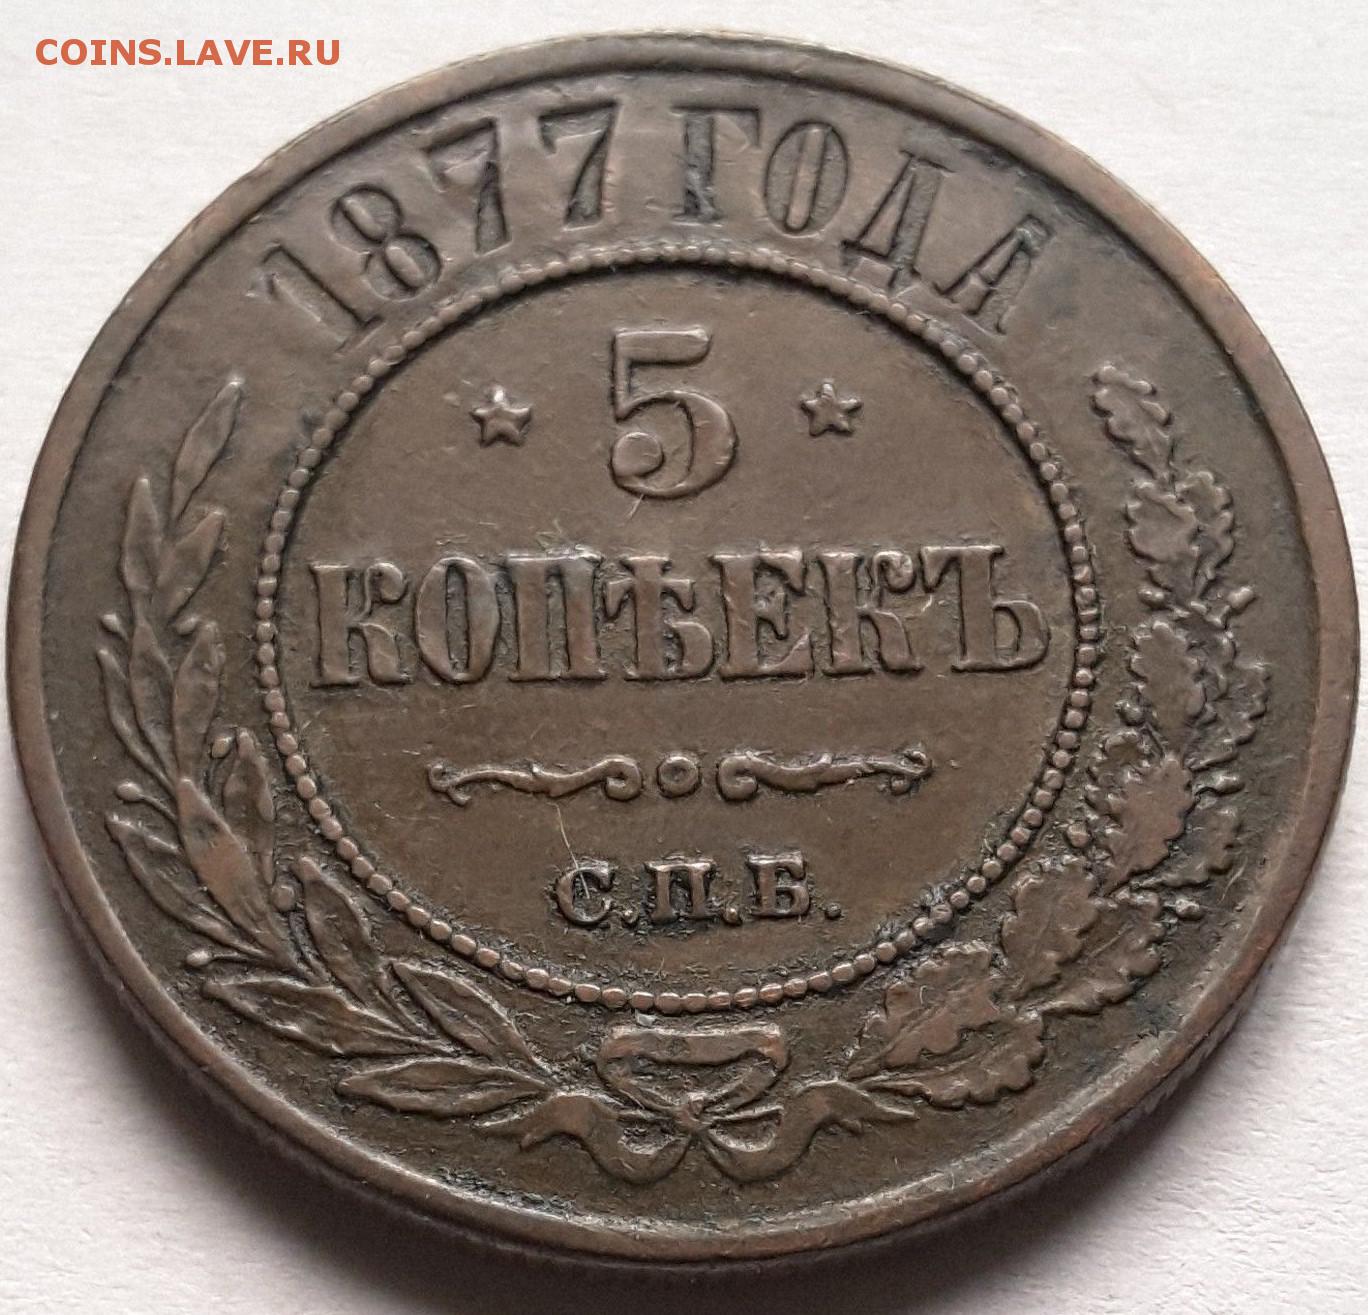 COINS.LAVE.RU
1877 ГОДА
5
КОПѢЕКЪ
С.П.Б.